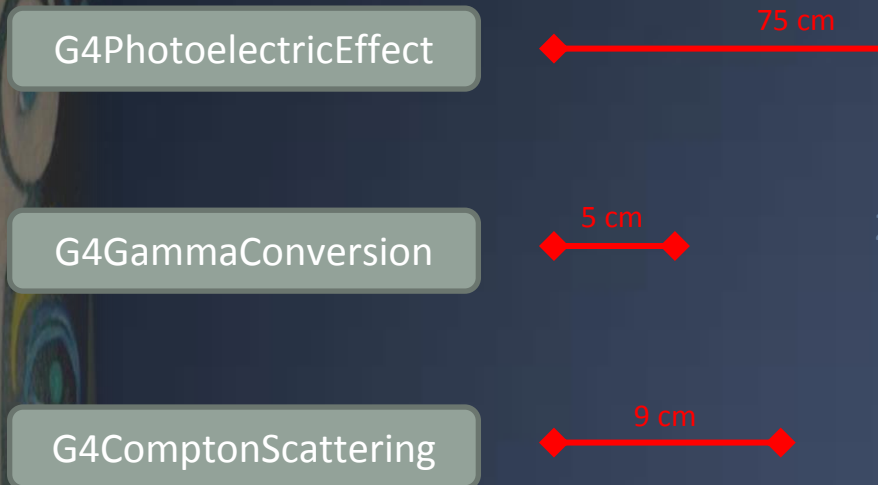 75 cm
G4PhotoelectricEffect
5 cm
G4GammaConversion
9 cm
G4ComptonScattering